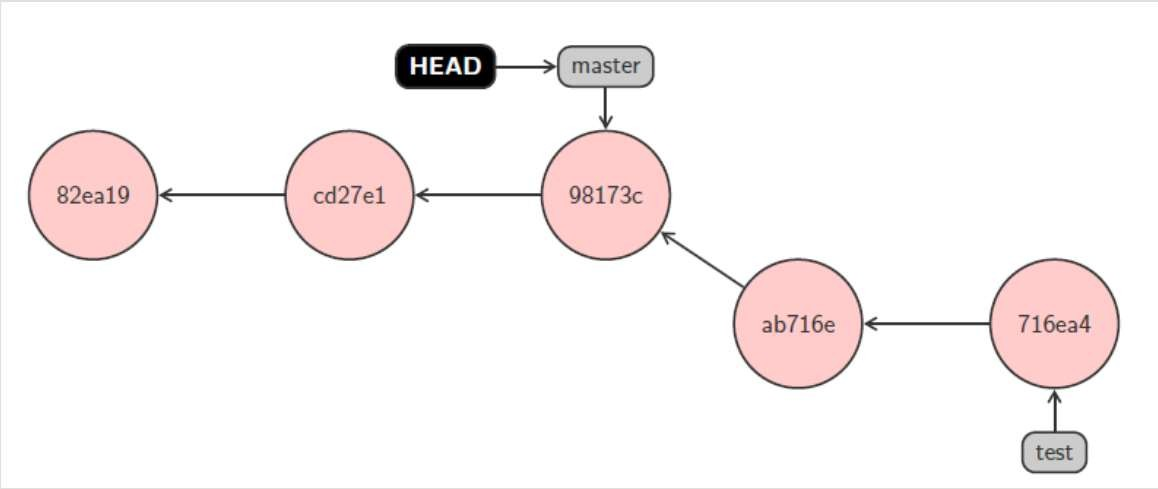 HEAD
master
82ea19
cd27e1
98173c
ab716e
716ea4
test